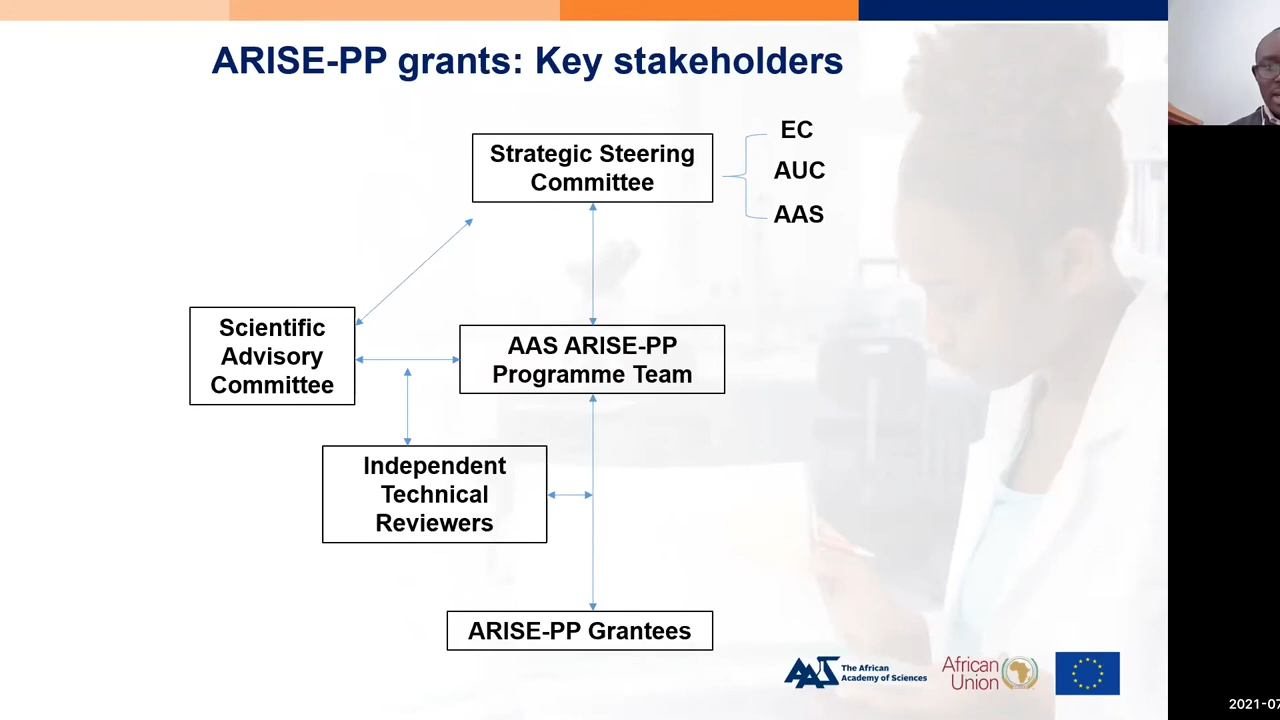 ARISE-PP grants: Key stakeholders
EC
Strategic Steering
Committee
AUC
AAS
Scientific
Advisory
Committee
AAS ARISE-PP
Programme Team
Independent
Technical
Reviewers
ARISE-PP Grantees
AAS
The African
Academy of Sciences
African
Union
2021-07